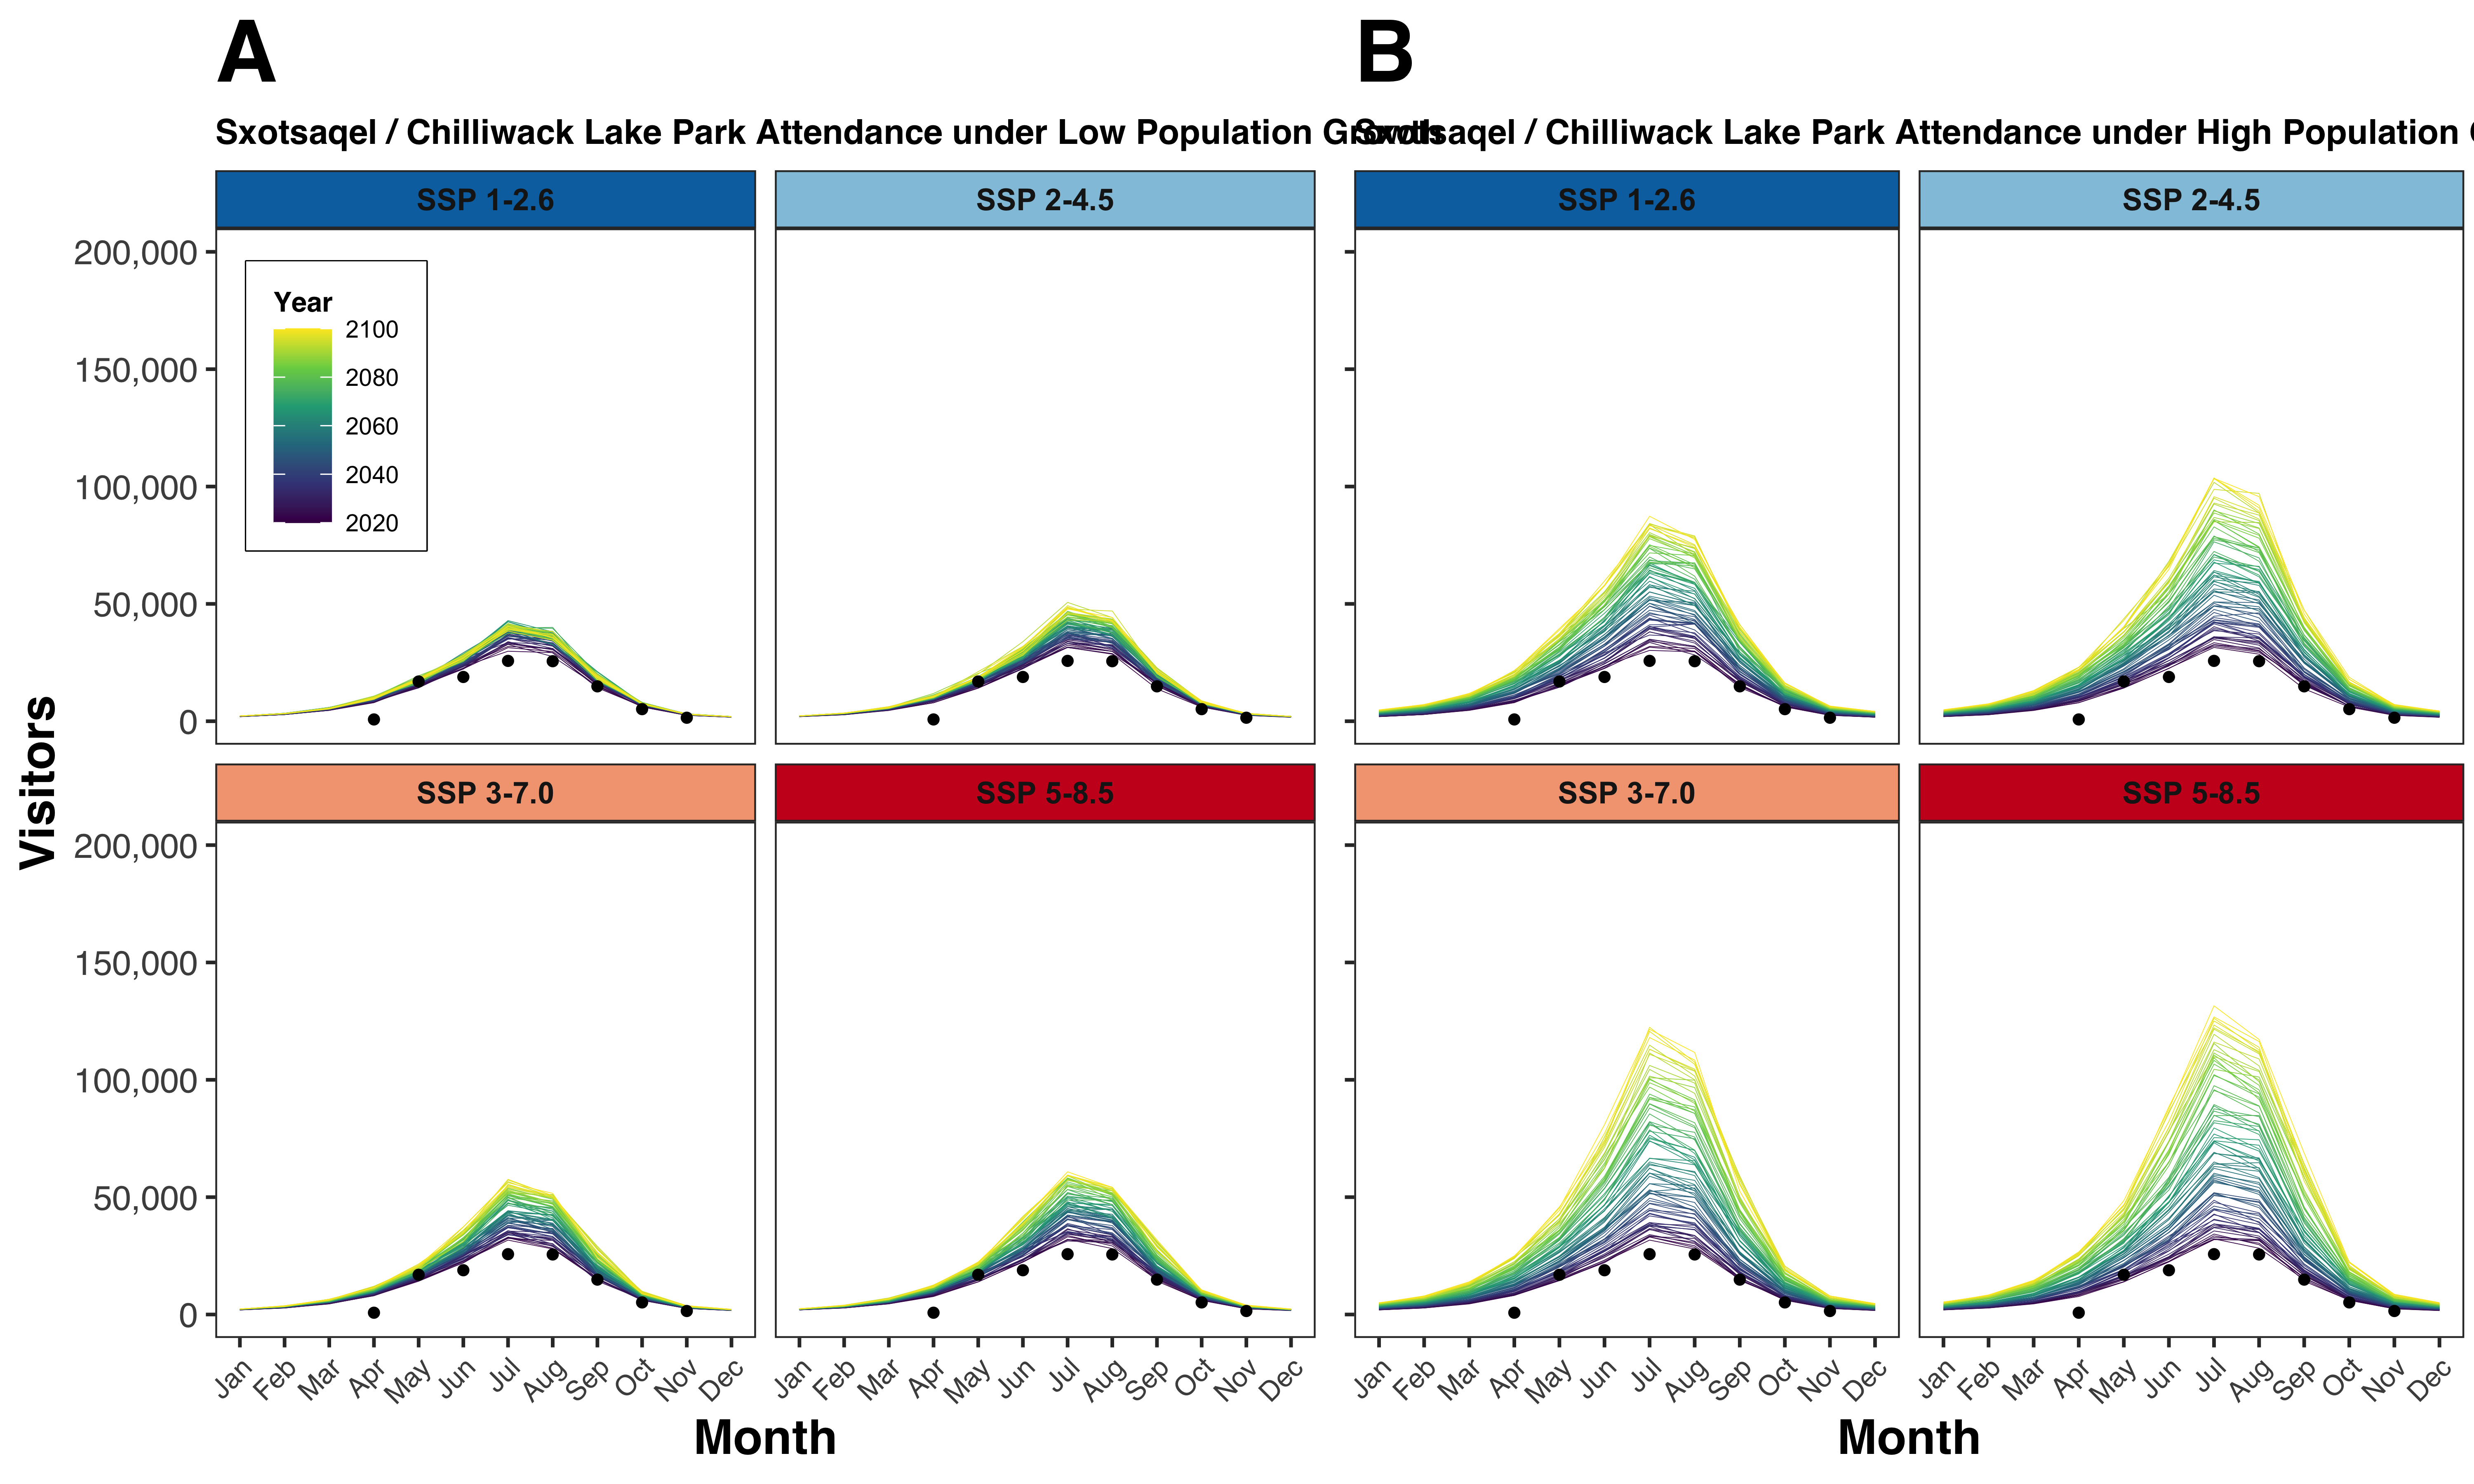 A
B
Sxotsaqel / Chilliwack Lake Park Attendance under Low Population Growth
Sxotsaqel / Chilliwack Lake Park Attendance under High Population
SSP 1-2.6
SSP 2-4.5
SSP 1-2.6
SSP 2-4.5
200,000
150,000
100,000
50,000
0
Year
2100
2080
2060
2040
2020
Visitors
SSP 3-7.0
SSP 5-8.5
SSP 3-7.0
SSP 5-8.5
200,000
150,000
100,000
50,000
0
Jan Feb Mar Apr May Jun Jul Aug Sep Oct Nov Dec
Jan Feb Mar Apr May Jun Jul Aug Sep Oct Nov Dec
Jan Feb Mar Apr May Jun Jul Aug Sep Oct Nov Dec
Jan Feb Mar Apr May Jun Jul Aug Sep Oct Nov Dec
Month
Month